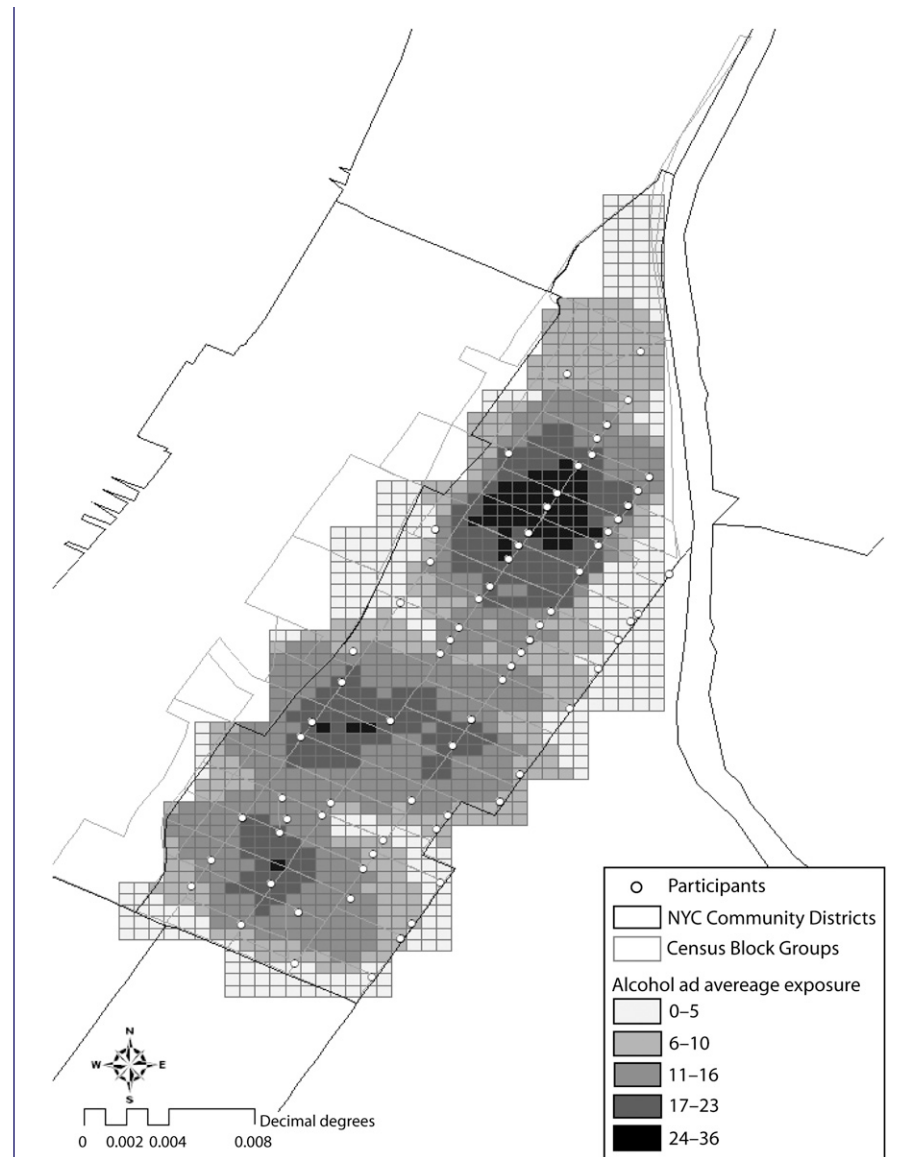 Participants
NYC Community Districts
Census Block Groups
Alcohol ad avereage exposure
0–5
6–10
11–16
17–23
24–36
N
W E
S
Decimal degrees
0 0.002 0.004 0.008